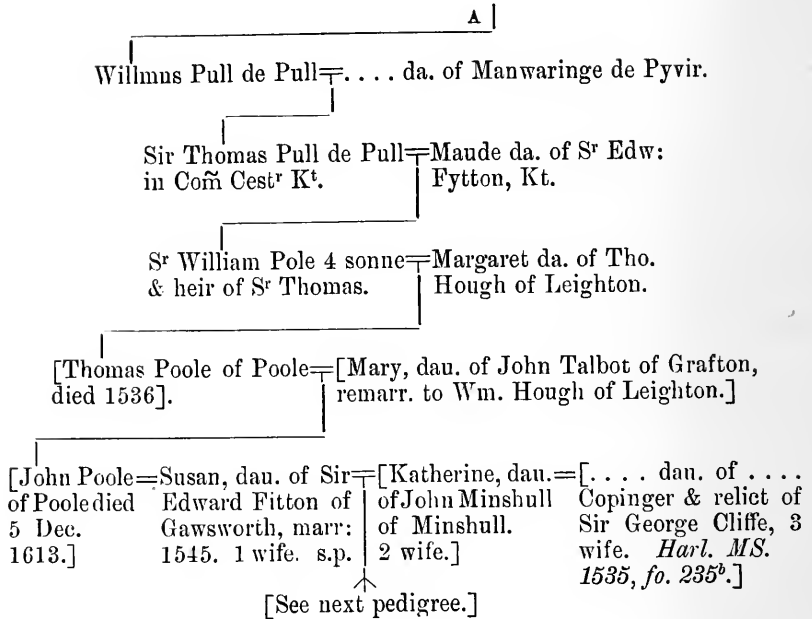 A
Willmus Pull de Pull=.... da. of Manwaringe de Pyvir.
Sir Thomas Pull de Pull=Maude da. of Sʳ Edw:
in Com̃ Cestʳ Kᵗ. Fytton, Kt.
Sʳ William Pole 4 sonne=Margaret da. of Tho.
& heir of Sʳ Thomas. Hough of Leighton.
[Thomas Poole of Poole=[Mary, dau. of John Talbot of Grafton,
died 1536]. remarr. to Wm. Hough of Leighton.]
[John Poole=Susan, dau. of Sir=[Katherine, dau.=[.... dau. of ....
of Poole died Edward Fitton of of John Minshull Copinger & relict of
5 Dec. Gawsworth, marr: of Minshull. Sir George Cliffe, 3
1613.] 1545. 1 wife. s.p. 2 wife.] wife. Harl. MS.
1535, fo. 235ᵇ.]
[See next pedigree.]